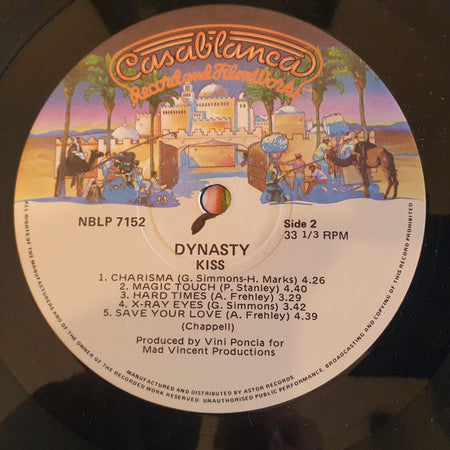 Casablanca
Record and FilmWorks
NBLP 7152
Side 2
33 1/3 RPM
DYNASTY
KISS
1. CHARISMA (G. Simmons-H. Marks) 4.26
2. MAGIC TOUCH (P. Stanley) 4.40
3. HARD TIMES (A. Frehley) 3.29
4. X-RAY EYES (G. Simmons) 3.42
5. SAVE YOUR LOVE (A. Frehley) 4.39
(Chappell)
Produced by Vini Poncia for
Mad Vincent Productions
MANUFACTURED AND DISTRIBUTED BY ASTOR RECORDS
ALL RIGHTS OF THE MANUFACTURERS AND OF THE OWNER OF THE RECORDED WORK RESERVED. UNAUTHORISED PUBLIC PERFORMANCE, BROADCASTING AND COPYING OF THIS RECORD PROHIBITED